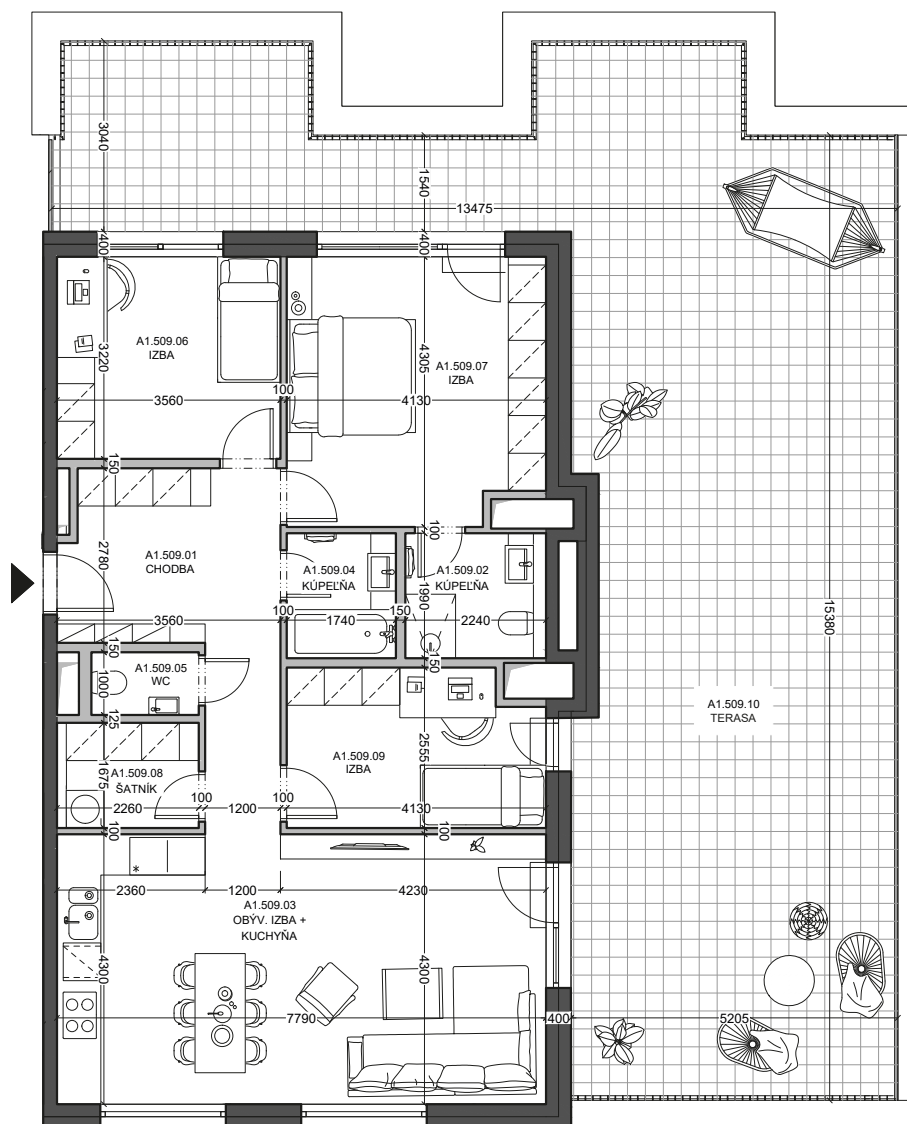 3040
1540
13475
400
400
A1.509.06
IZBA
3220
3560
100
4305
A1.509.07
IZBA
4130
150
100
A1.509.01
CHODBA
2780
3560
A1.509.04
KÚPEĽŇA
100
1740
150
A1.509.02
KÚPEĽŇA
1990
2240
15380
150
150
A1.509.05
WC
1000
125
A1.509.10
TERASA
A1.509.09
IZBA
2555
A1.509.08
ŠATNÍK
1675
2260
100
1200
100
4130
100
100
2360
1200
4230
A1.509.03
OBÝV. IZBA +
KUCHYŇA
4300
4300
7790
400
5205